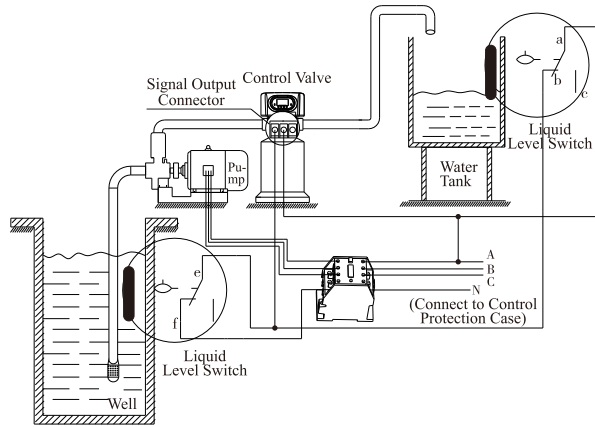 Signal Output
Connector
Control Valve
a
b
c
Liquid
Level Switch
Water
Tank
Pu-
mp
A
B
C
N
(Connect to Control
Protection Case)
e
f
Liquid
Level Switch
Well